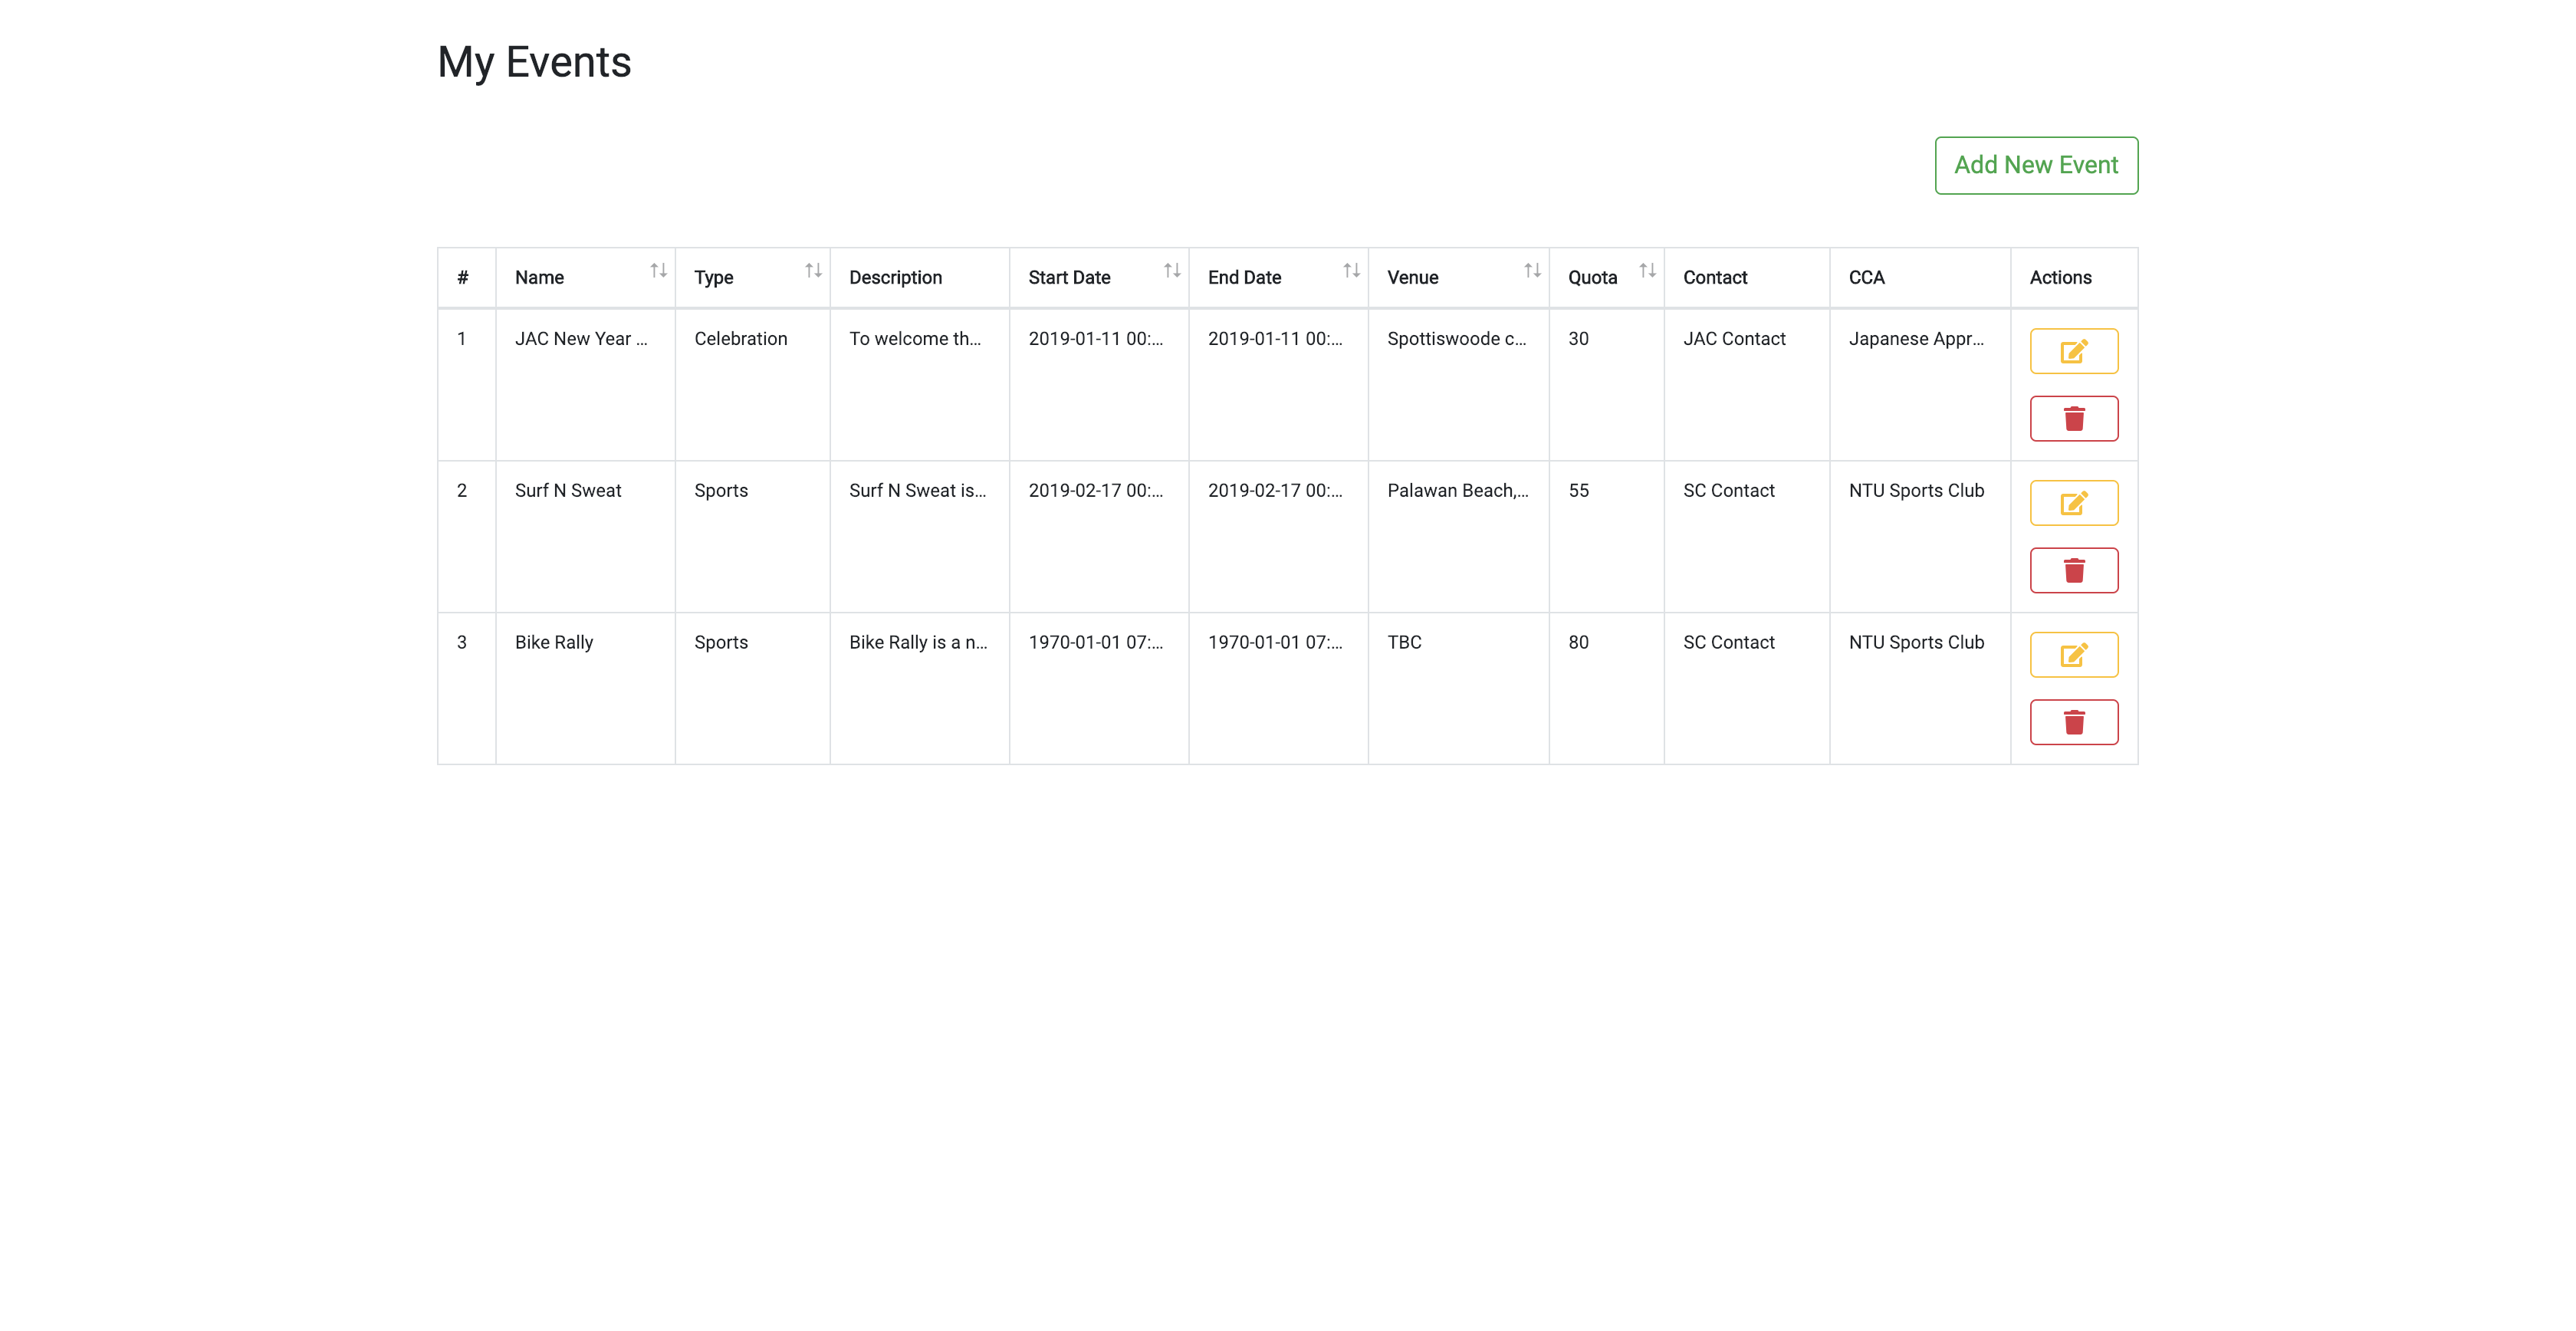 My Events
Add New Event
# Name Type Description Start Date End Date Venue Quota Contact CCA Actions
1 JAC New Year ... Celebration To welcome th... 2019-01-11 00:... 2019-01-11 00:... Spottiswoode c... 30 JAC Contact Japanese Appr...
2 Surf N Sweat Sports Surf N Sweat is... 2019-02-17 00:... 2019-02-17 00:... Palawan Beach,... 55 SC Contact NTU Sports Club
3 Bike Rally Sports Bike Rally is a n... 1970-01-01 07:... 1970-01-01 07:... TBC 80 SC Contact NTU Sports Club